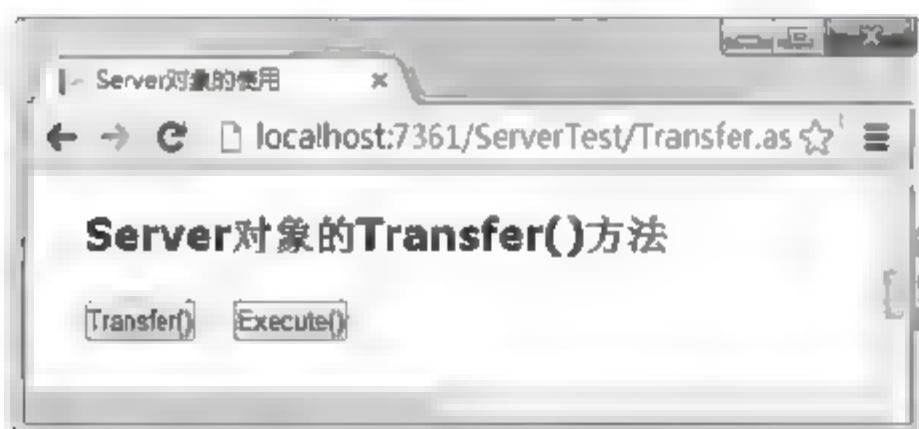 Server对象的使用
localhost:7361/ServerTest/Transfer.as
Server对象的Transfer()方法
Transfer() Execute()